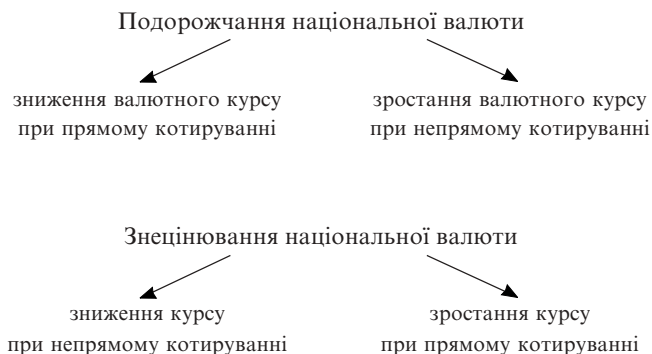 Подорожчання національної валюти
зниження валютного курсу
при прямому котируванні
зростання валютного курсу
при непрямому котируванні
Знецінювання національної валюти
зниження курсу
при непрямому котируванні
зростання курсу
при прямому котируванні